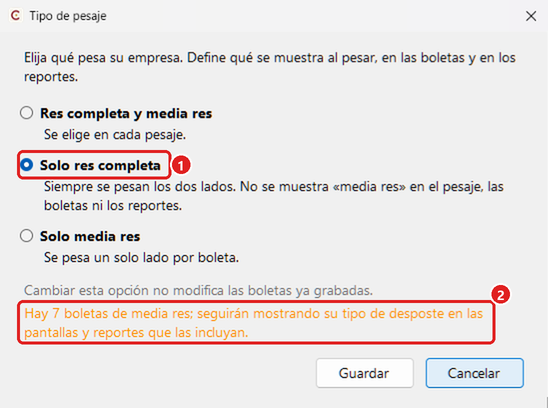 Tipo de pesaje
Elija qué pesa su empresa. Define qué se muestra al pesar, en las boletas y en los
reportes.
Res completa y media res
Se elige en cada pesaje.
Solo res completa
1
Siempre se pesan los dos lados. No se muestra «media res» en el pesaje, las
boletas ni los reportes.
Solo media res
Se pesa un solo lado por boleta.
Cambiar esta opción no modifica las boletas ya grabadas.
2
Hay 7 boletas de media res; seguirán mostrando su tipo de desposte en las
pantallas y reportes que las incluyan.
Guardar
Cancelar